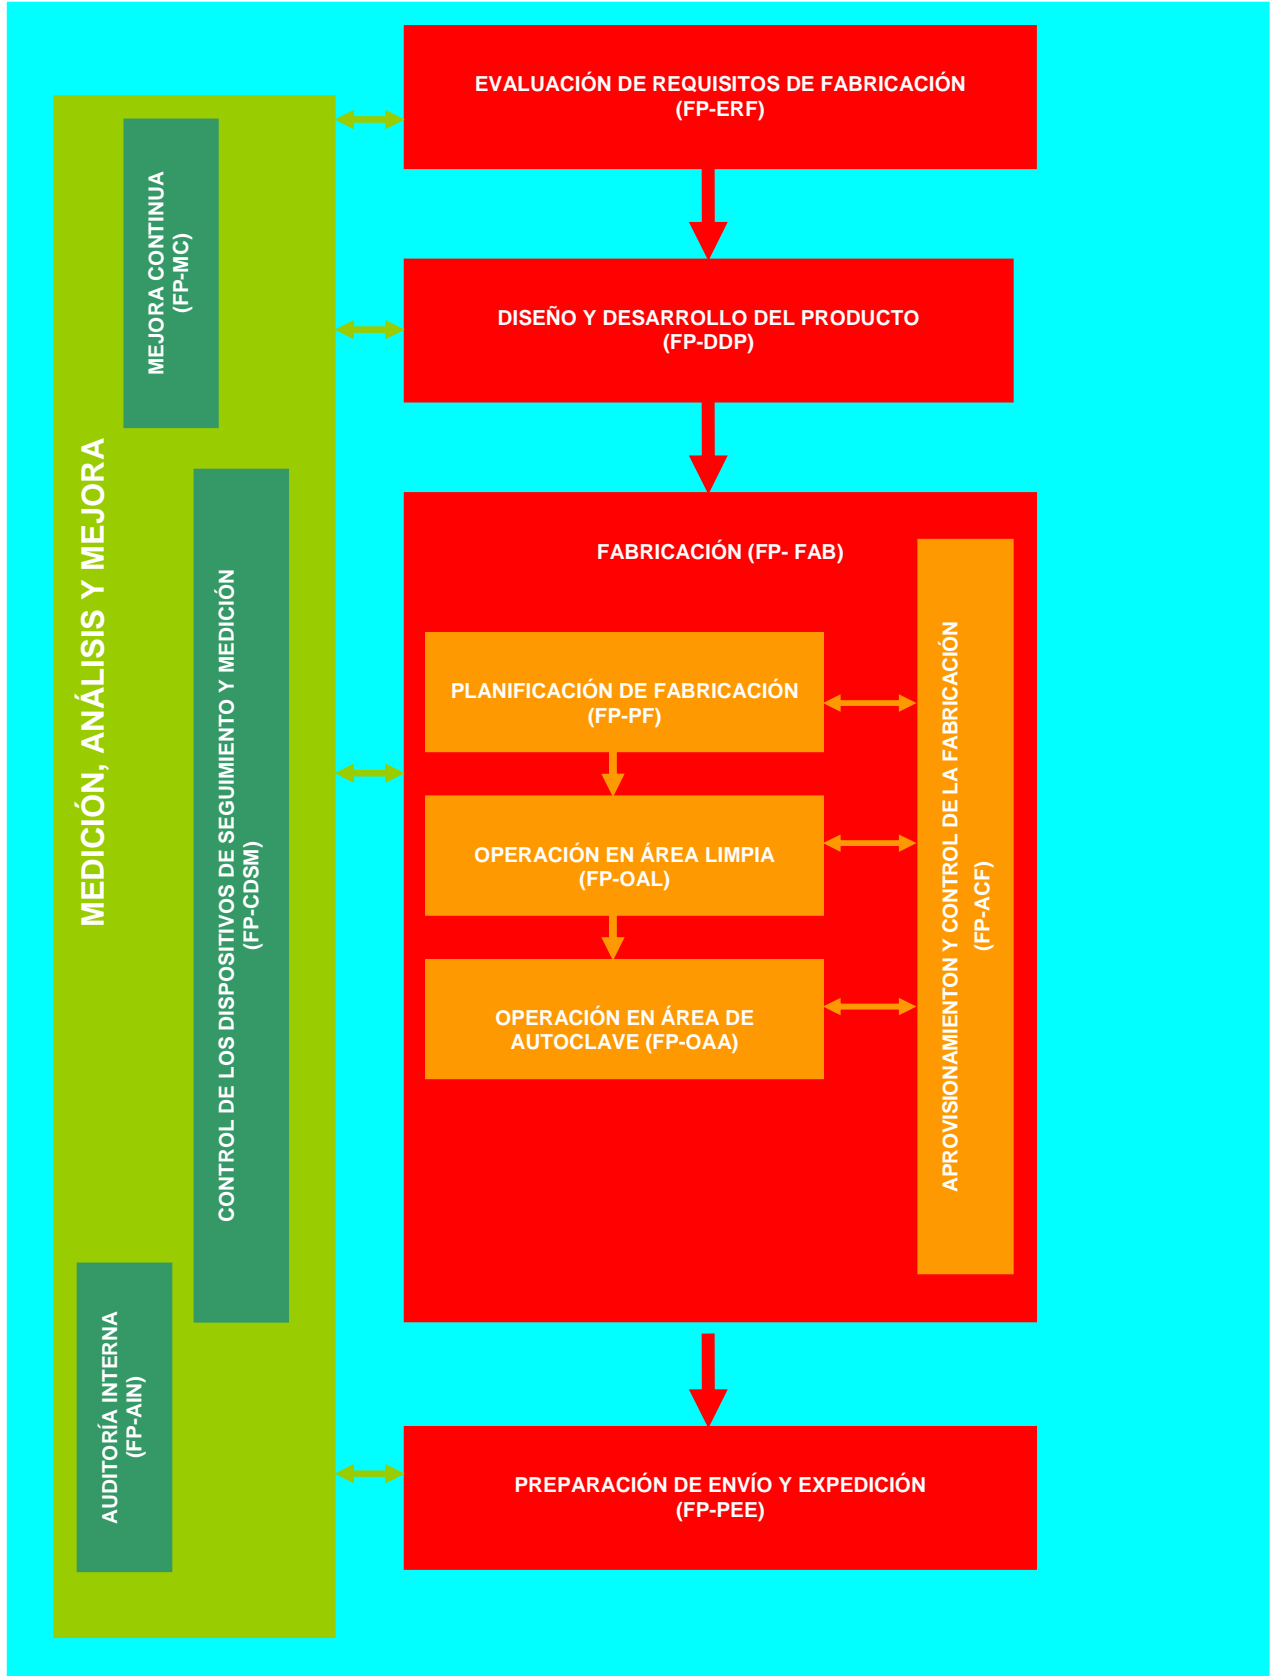 EVALUACIÓN DE REQUISITOS DE FABRICACIÓN
(FP-ERF)
MEJORA CONTINUA
(FP-MC)
DISEÑO Y DESARROLLO DEL PRODUCTO
(FP-DDP)
MEDICIÓN, ANÁLISIS Y MEJORA
CONTROL DE LOS DISPOSITIVOS DE SEGUIMIENTO Y MEDICIÓN
(FP-CDSM)
FABRICACIÓN (FP- FAB)
PLANIFICACIÓN DE FABRICACIÓN
(FP-PF)
OPERACIÓN EN ÁREA LIMPIA
(FP-OAL)
OPERACIÓN EN ÁREA DE
AUTOCLAVE (FP-OAA)
APROVISIONAMIENTON Y CONTROL DE LA FABRICACIÓN
(FP-ACF)
AUDITORÍA INTERNA
(FP-AIN)
PREPARACIÓN DE ENVÍO Y EXPEDICIÓN
(FP-PEE)